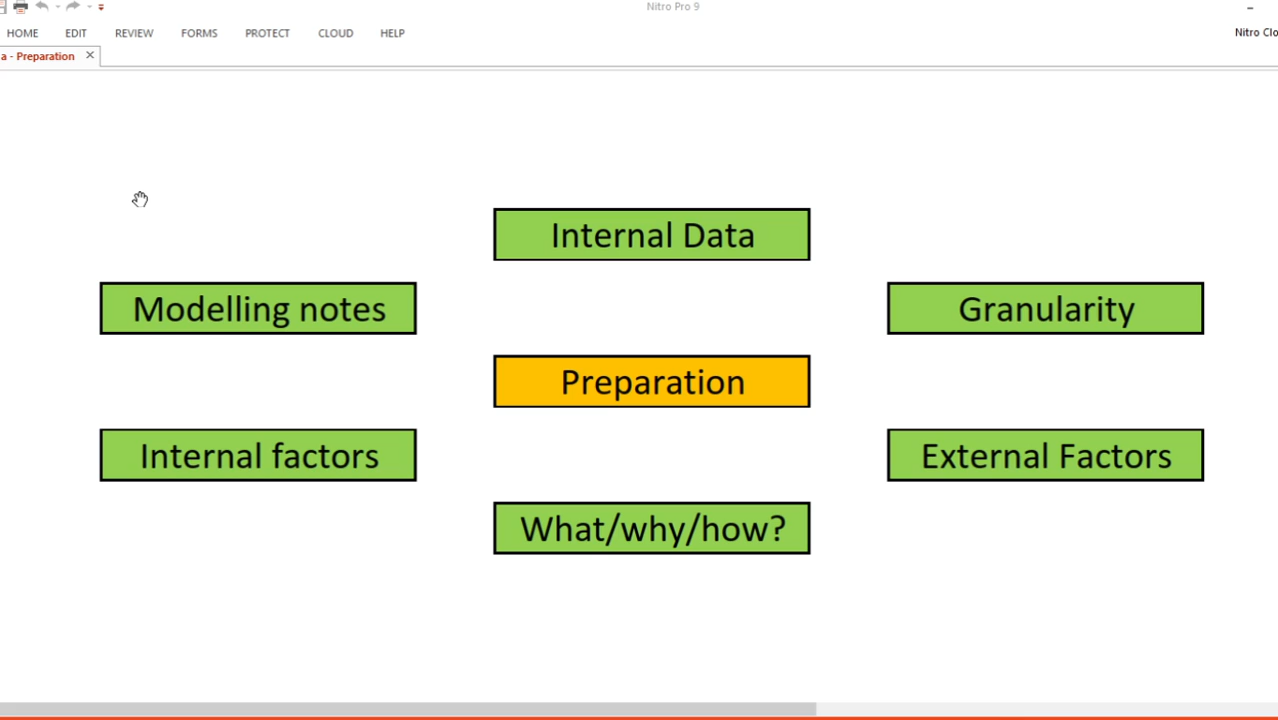 Nitro Pro 9
HOME EDIT REVIEW FORMS PROTECT CLOUD HELP
Nitro Clo
a - Preparation
Internal Data
Modelling notes
Granularity
Preparation
Internal factors
External Factors
What/why/how?